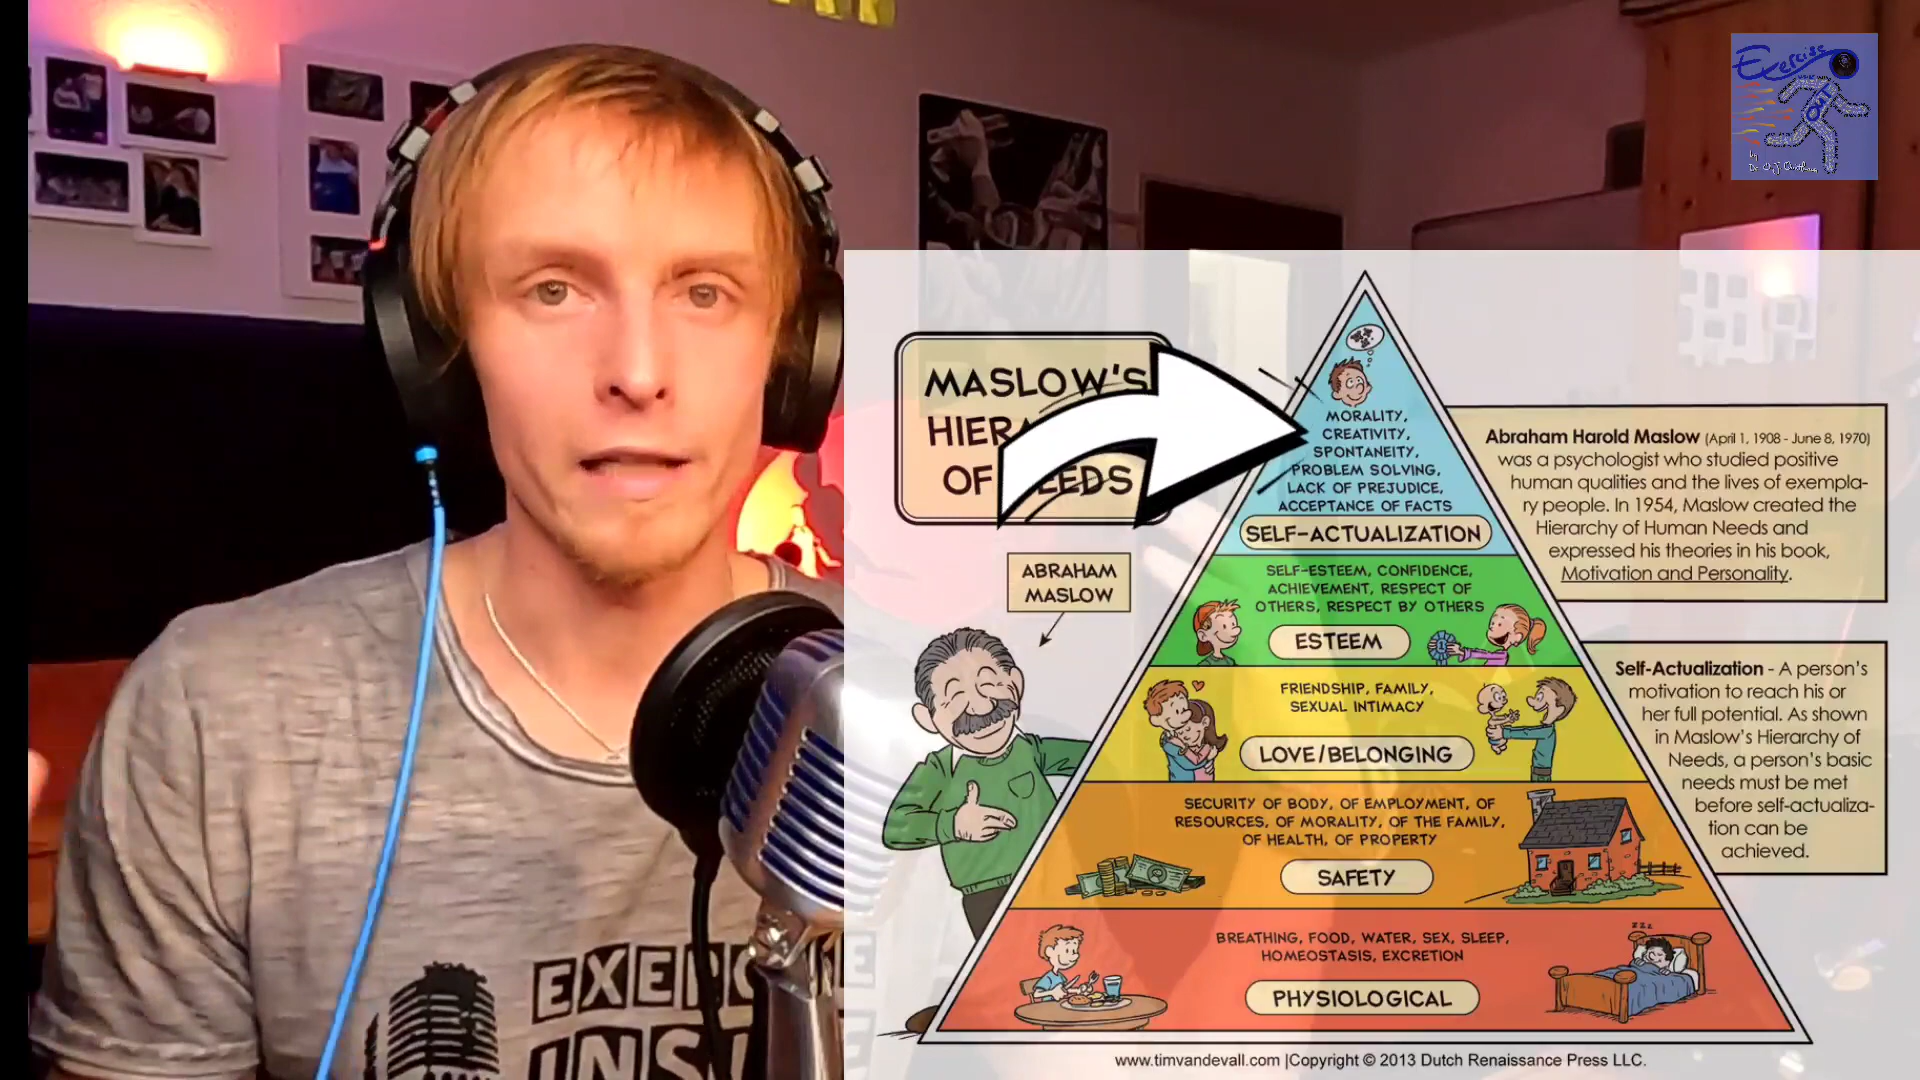 Exercise
by
MASLOW'S
HIER
OF NEEDS
ABRAHAM
MASLOW
MORALITY,
CREATIVITY,
SPONTANEITY,
PROBLEM SOLVING,
LACK OF PREJUDICE,
ACCEPTANCE OF FACTS
SELF-ACTUALIZATION
SELF-ESTEEM, CONFIDENCE,
ACHIEVEMENT, RESPECT OF
OTHERS, RESPECT BY OTHERS
ESTEEM
FRIENDSHIP, FAMILY,
SEXUAL INTIMACY
LOVE/BELONGING
SECURITY OF BODY, OF EMPLOYMENT, OF
RESOURCES, OF MORALITY, OF THE FAMILY,
OF HEALTH, OF PROPERTY
SAFETY
BREATHING, FOOD, WATER, SEX, SLEEP,
HOMEOSTASIS, EXCRETION
PHYSIOLOGICAL
zzz
Abraham Harold Maslow (April 1, 1908 - June 8, 1970)
was a psychologist who studied positive
human qualities and the lives of exempla-
ry people. In 1954, Maslow created the
Hierarchy of Human Needs and
expressed his theories in his book,
Motivation and Personality.
Self-Actualization - A person's
motivation to reach his or
her full potential. As shown
in Maslow's Hierarchy of
Needs, a person's basic
needs must be met
before self-actualiza-
tion can be
achieved.
www.timvandevall.com |Copyright © 2013 Dutch Renaissance Press LLC.
EXERC
INSI